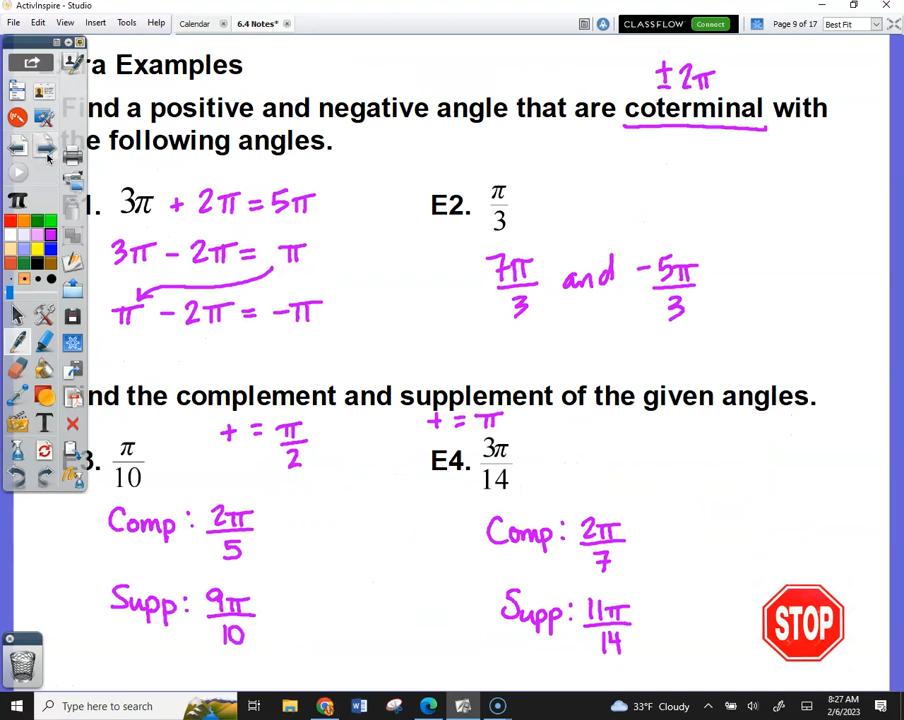 ActivInspire - Studio
File Edit View Insert Tools Help
Calendar
6.4 Notes*
CLASSFLOW Connect
Page 9 of 17
Best Fit
ra Examples
± 2π
ind a positive and negative angle that are coterminal with
he following angles.
1. 3π + 2π = 5π
3π - 2π = π
π - 2π = -π
E2. π/3
7π/3 and -5π/3
nd the complement and supplement of the given angles.
+ = π/2
+ = π
3. π/10
Comp: 2π/5
Supp: 9π/10
E4. 3π/14
Comp: 2π/7
Supp: 11π/14
STOP
Type here to search
33°F Cloudy
8:27 AM
2/6/2023